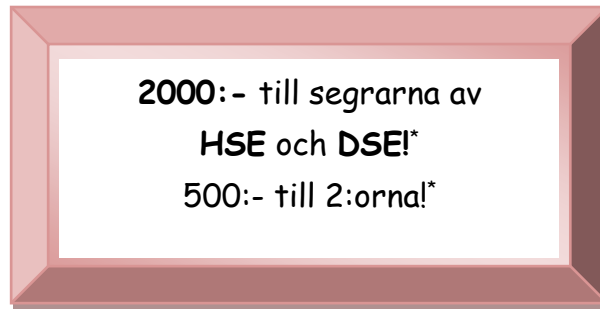 2000:- till segrarna av
HSE och DSE!*
500:- till 2:orna!*